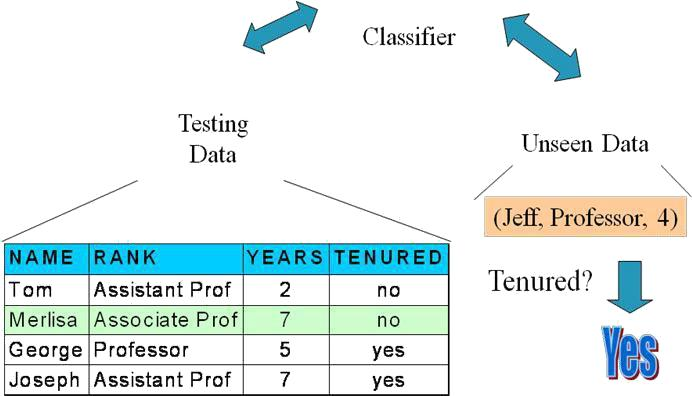 Classifier
Testing
Data
Unseen Data
(Jeff, Professor, 4)
NAME RANK YEARS TENURED
Tom Assistant Prof 2 no
Merlisa Associate Prof 7 no
George Professor 5 yes
Joseph Assistant Prof 7 yes
Tenured?
Yes